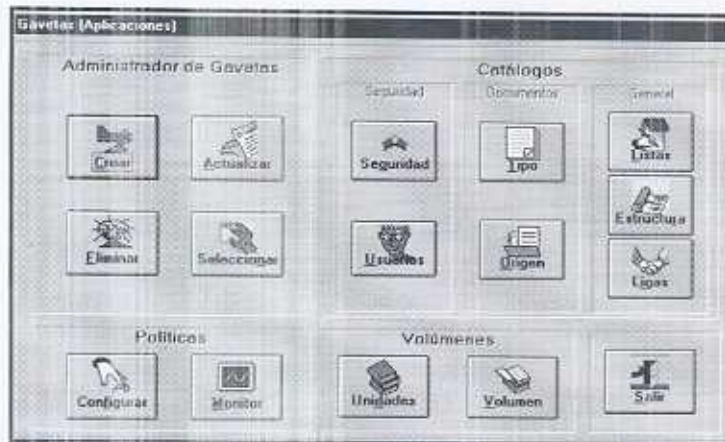 Gavetas [Aplicaciones]
Administrador de Gavetas
Crear
Actualizar
Eliminar
Seleccionar
Catálogos
Seguridad
Documentos
General
Seguridad
Tipo
Listas
Usuarios
Origen
Estructura
Ligas
Políticas
Configurar
Monitor
Volúmenes
Unidades
Volumen
Salir